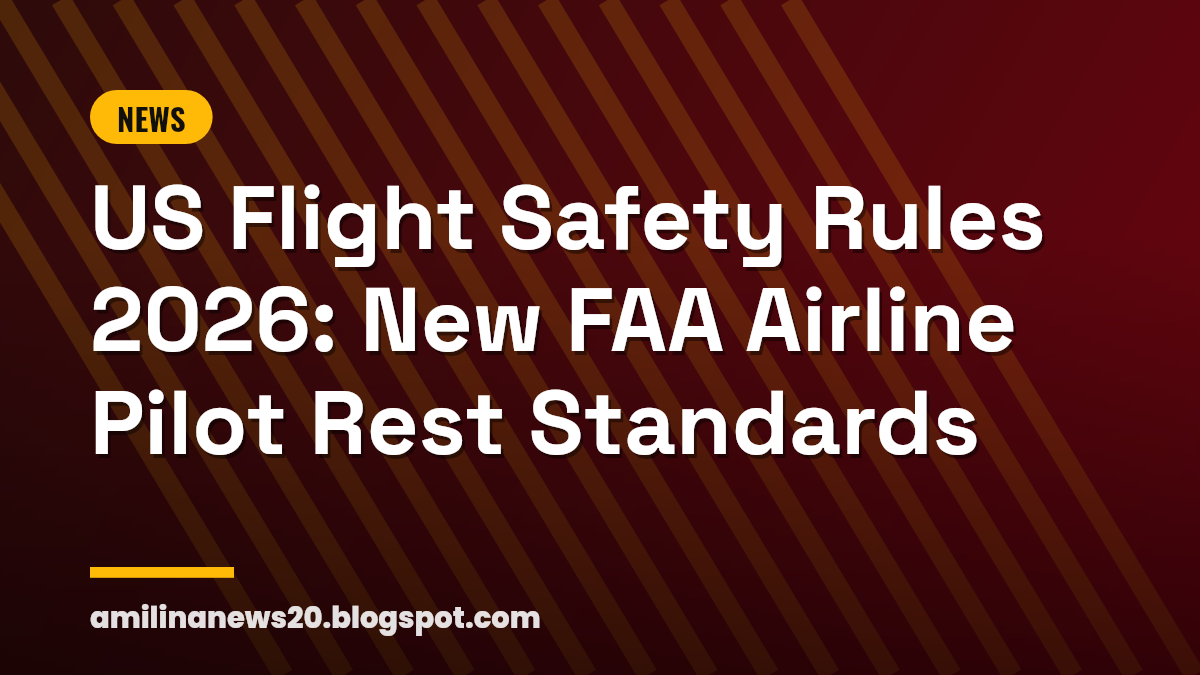 NEWS
US Flight Safety Rules
2026: New FAA Airline
Pilot Rest Standards
amilinanews20.blogspot.com